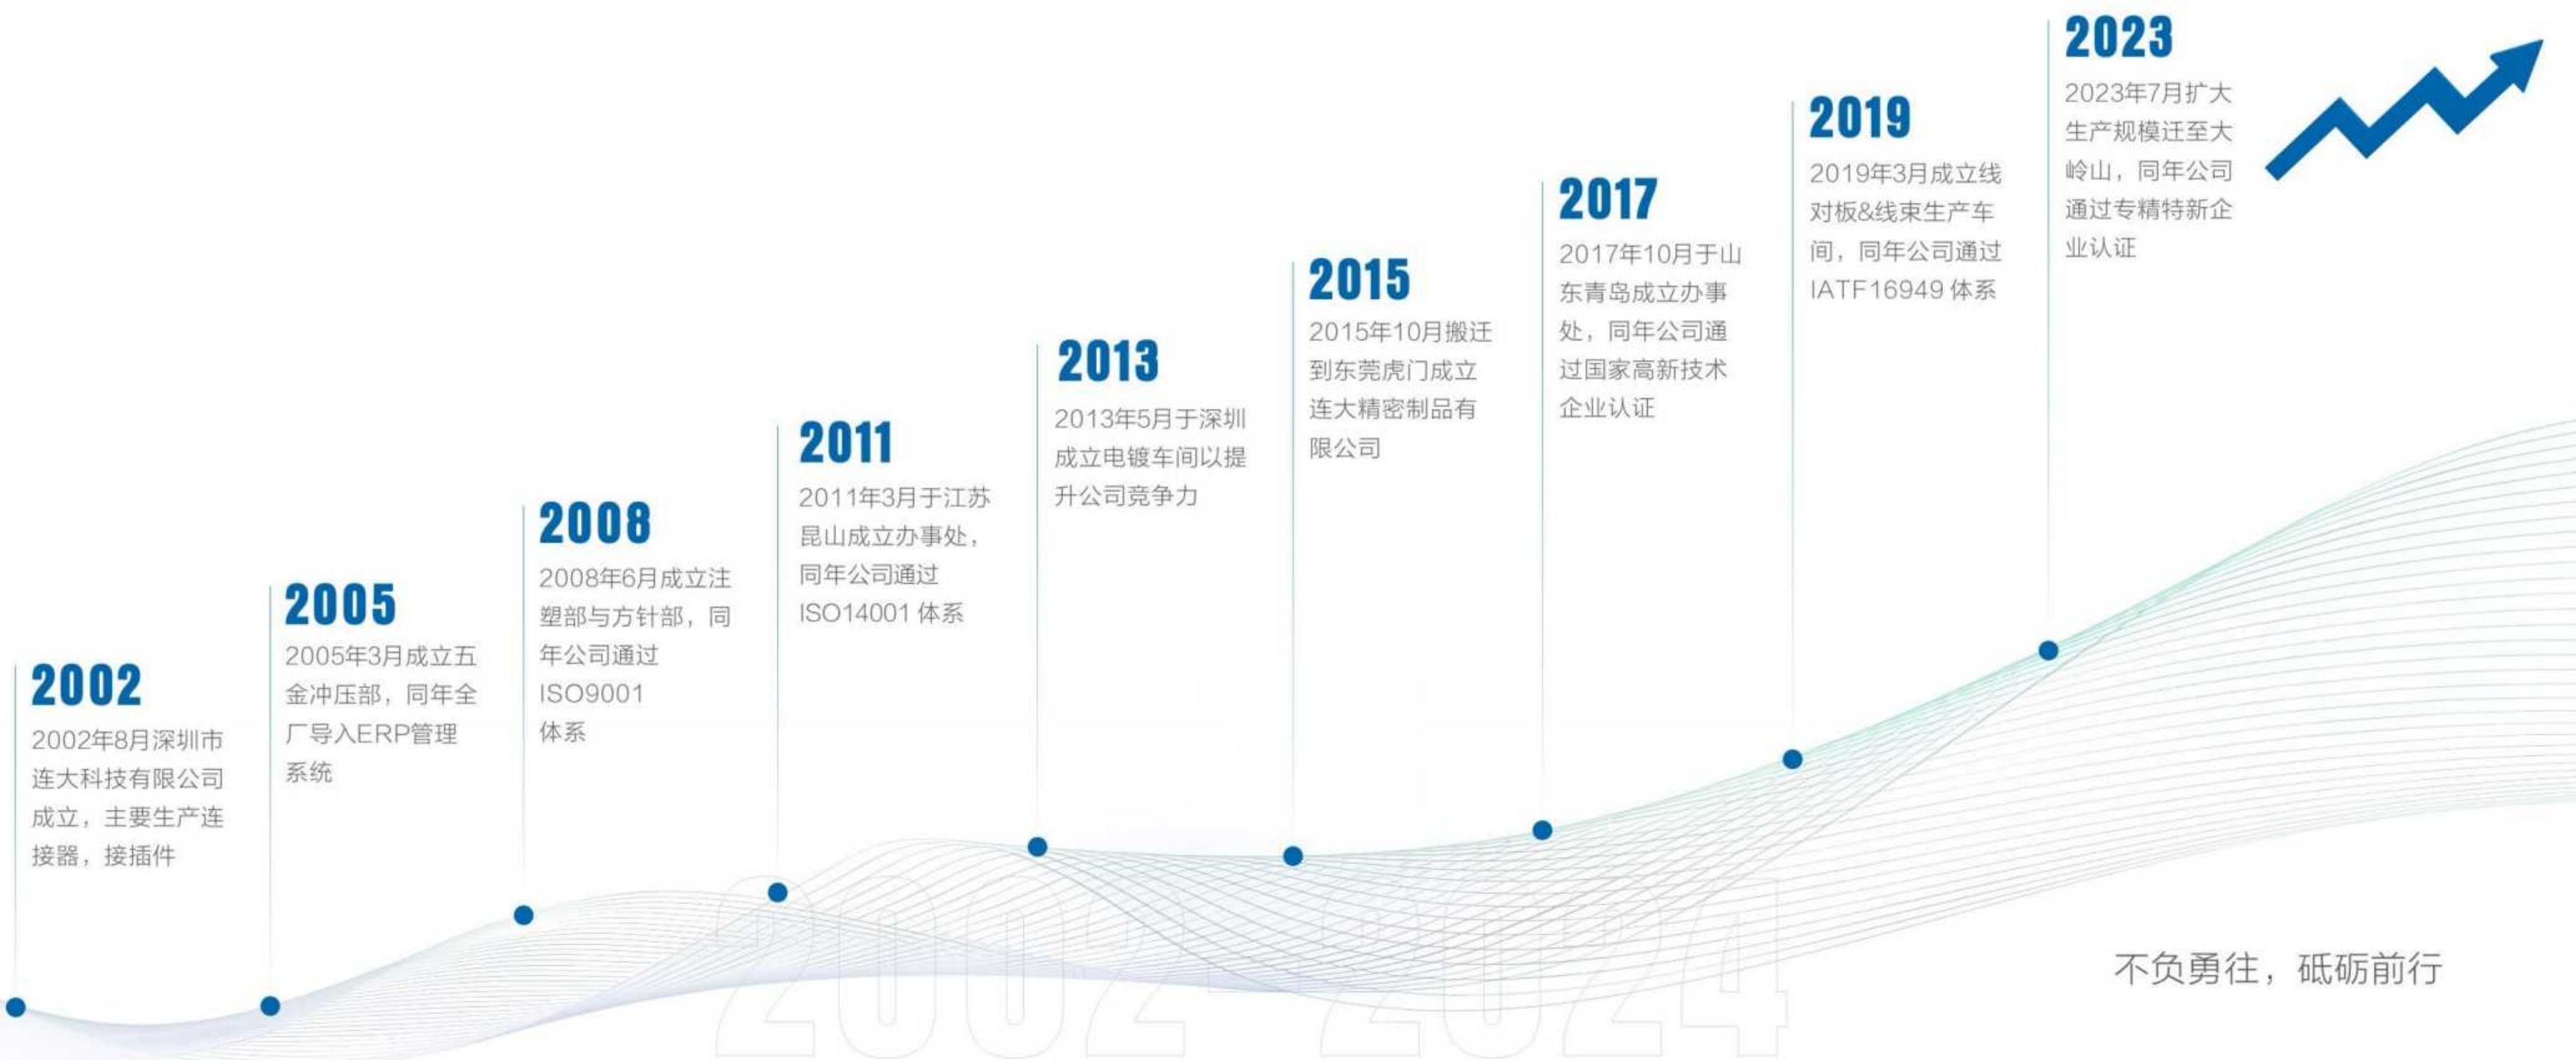 2002
2002年8月深圳市
连大科技有限公司
成立，主要生产连
接器，接插件
2005
2005年3月成立五
金冲压部，同年全
厂导入ERP管理
系统
2008
2008年6月成立注
塑部与方针部，同
年公司通过
ISO9001
体系
2011
2011年3月于江苏
昆山成立办事处，
同年公司通过
ISO14001 体系
2013
2013年5月于深圳
成立电镀车间以提
升公司竞争力
2015
2015年10月搬迁
到东莞虎门成立
连大精密制品有
限公司
2017
2017年10月于山
东青岛成立办事
处，同年公司通
过国家高新技术
企业认证
2019
2019年3月成立线
对板&线束生产车
间，同年公司通过
IATF16949 体系
2023
2023年7月扩大
生产规模迁至大
岭山，同年公司
通过专精特新企
业认证
2002-2024
不负勇往，砥砺前行